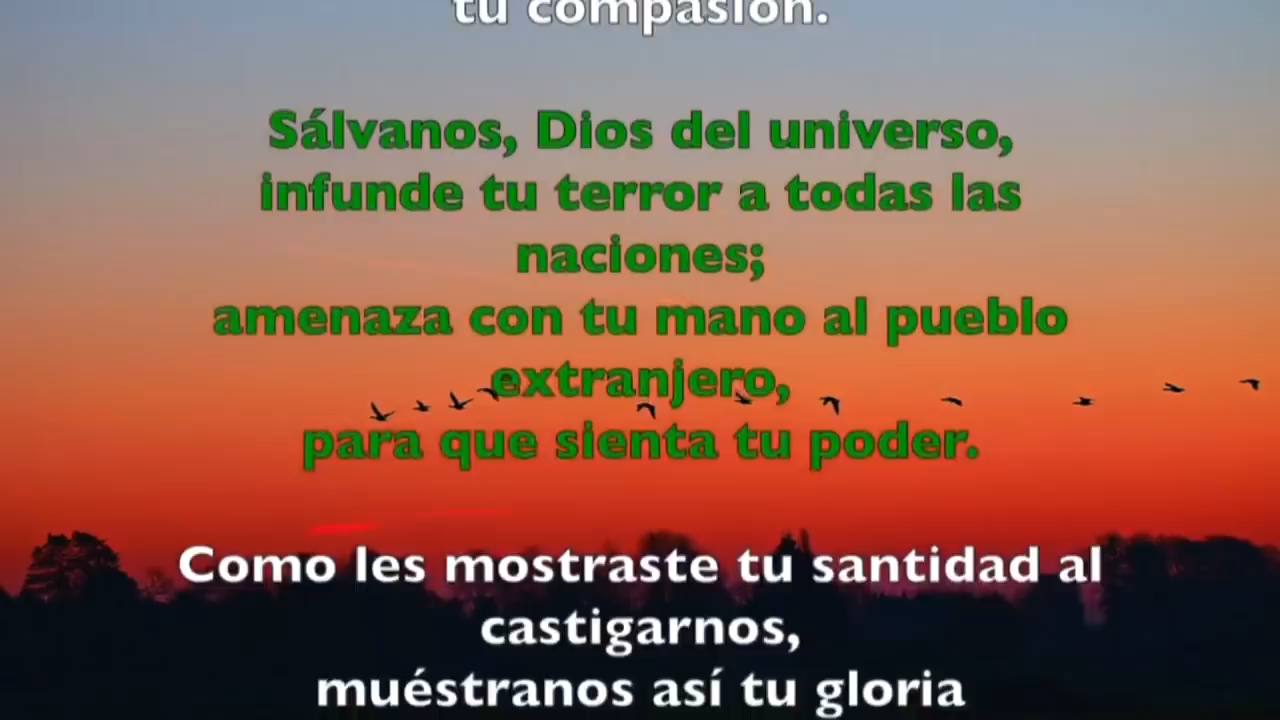 tu compasión.
Sálvanos, Dios del universo,
infunde tu terror a todas las
naciones;
amenaza con tu mano al pueblo
extranjero,
para que sienta tu poder.
Como les mostraste tu santidad al
castigarnos,
muéstranos así tu gloria